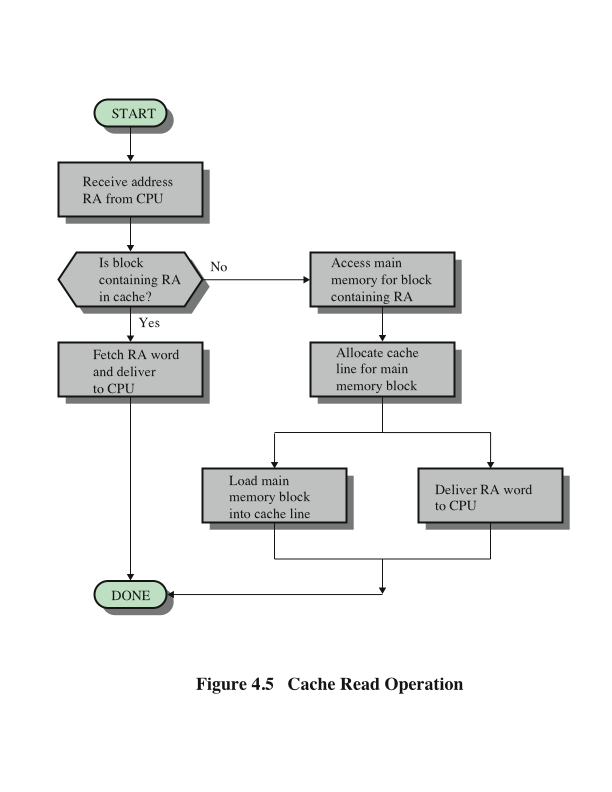 START
Receive address
RA from CPU
Is block
containing RA
in cache?
No
Access main
memory for block
containing RA
Yes
Fetch RA word
and deliver
to CPU
Allocate cache
line for main
memory block
Load main
memory block
into cache line
Deliver RA word
to CPU
DONE
Figure 4.5 Cache Read Operation